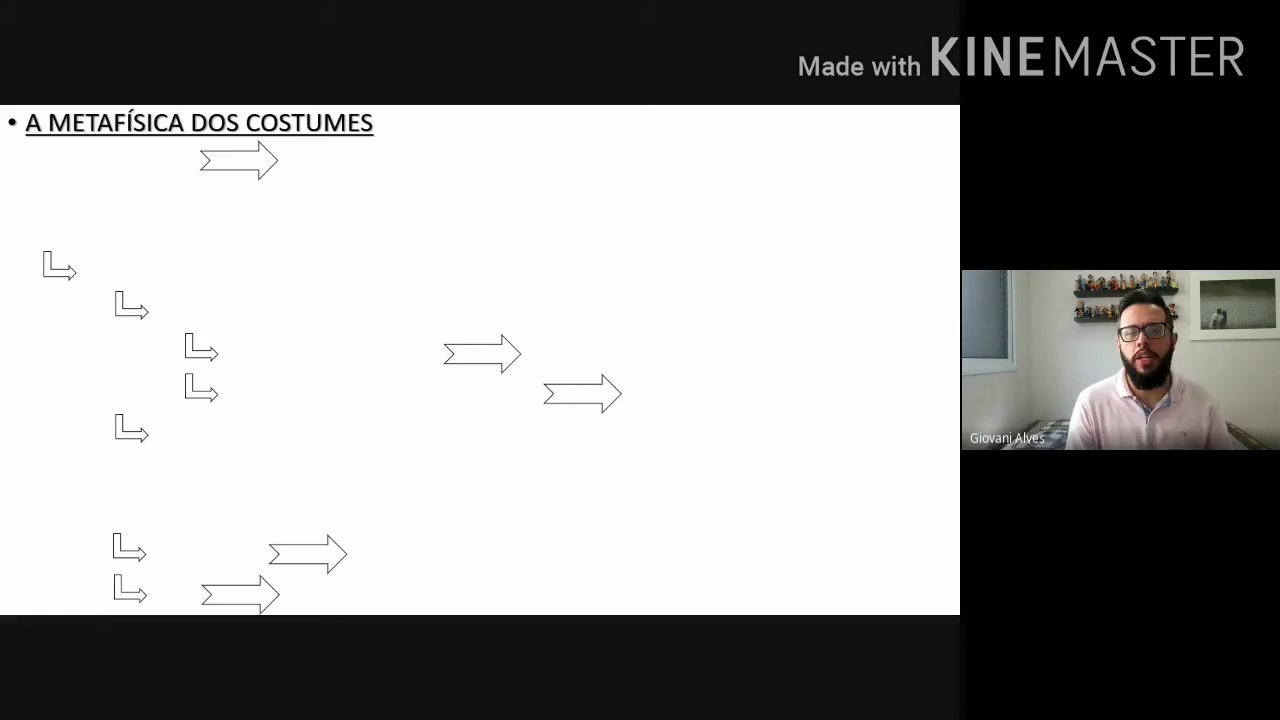 Made with KINEMASTER
• A METAFÍSICA DOS COSTUMES
Giovani Alves